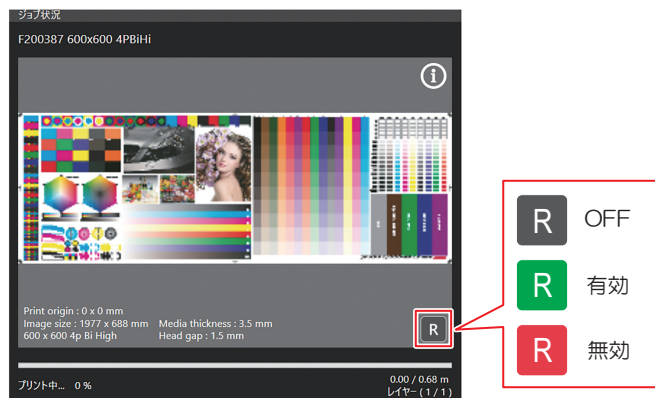 ジョブ状況
F200387 600x600 4PBiHi
i
Print origin : 0 x 0 mm
Image size : 1977 x 688 mm Media thickness : 3.5 mm
600 x 600 4p Bi High Head gap : 1.5 mm
R
プリント中... 0 %
0.00 / 0.68 m
レイヤー ( 1 / 1 )
R OFF
R 有効
R 無効